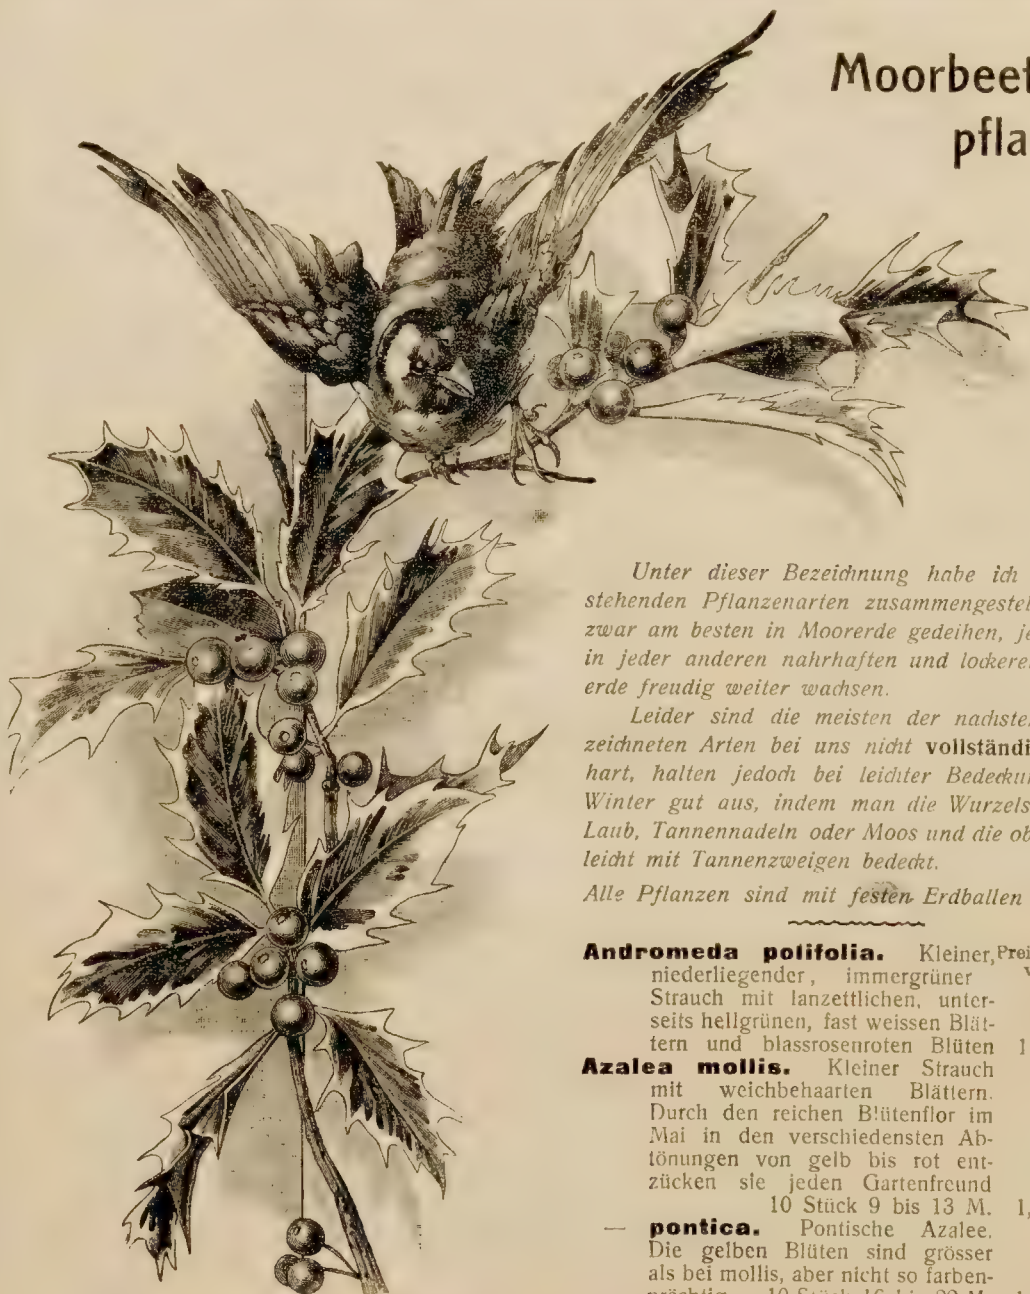 Moorbeet
pfla
Unter dieser Bezeichnung habe ich
stehenden Pflanzenarten zusammengestel
zwar am besten in Moorerde gedeihen, je
in jeder anderen nahrhaften und lockere
erde freudig weiter wachsen.
Leider sind die meisten der nachste
zeichneten Arten bei uns nicht vollständi
hart, halten jedoch bei leichter Bedecku
Winter gut aus, indem man die Wurzels
Laub, Tannennadeln oder Moos und die ob
leicht mit Tannenzweigen bedeckt.
Alle Pflanzen sind mit festen Erdballen
Andromeda polifolia. Kleiner, Prei
niederliegender, immergrüner
Strauch mit lanzettlichen, unter-
seits hellgrünen, fast weissen Blät-
tern und blassrosenroten Blüten 1
Azalea mollis. Kleiner Strauch
mit weichbehaarten Blättern.
Durch den reichen Blütenflor im
Mai in den verschiedensten Ab-
tönungen von gelb bis rot ent-
zücken sie jeden Gartenfreund
10 Stück 9 bis 13 M. 1,
— pontica. Pontische Azalee.
Die gelben Blüten sind grösser
als bei mollis, aber nicht so farben-